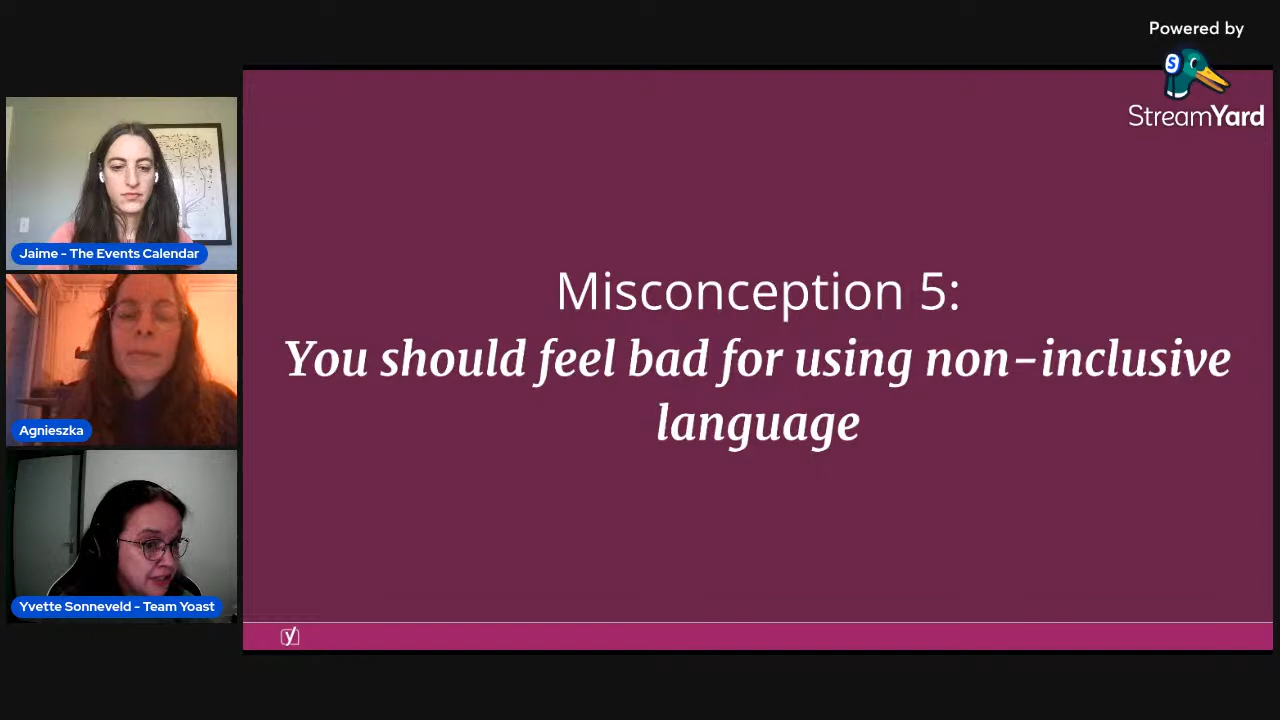 Powered by
S
StreamYard
Jaime - The Events Calendar
Agnieszka
Yvette Sonneveld - Team Yoast
Misconception 5:
You should feel bad for using non-inclusive
language
y